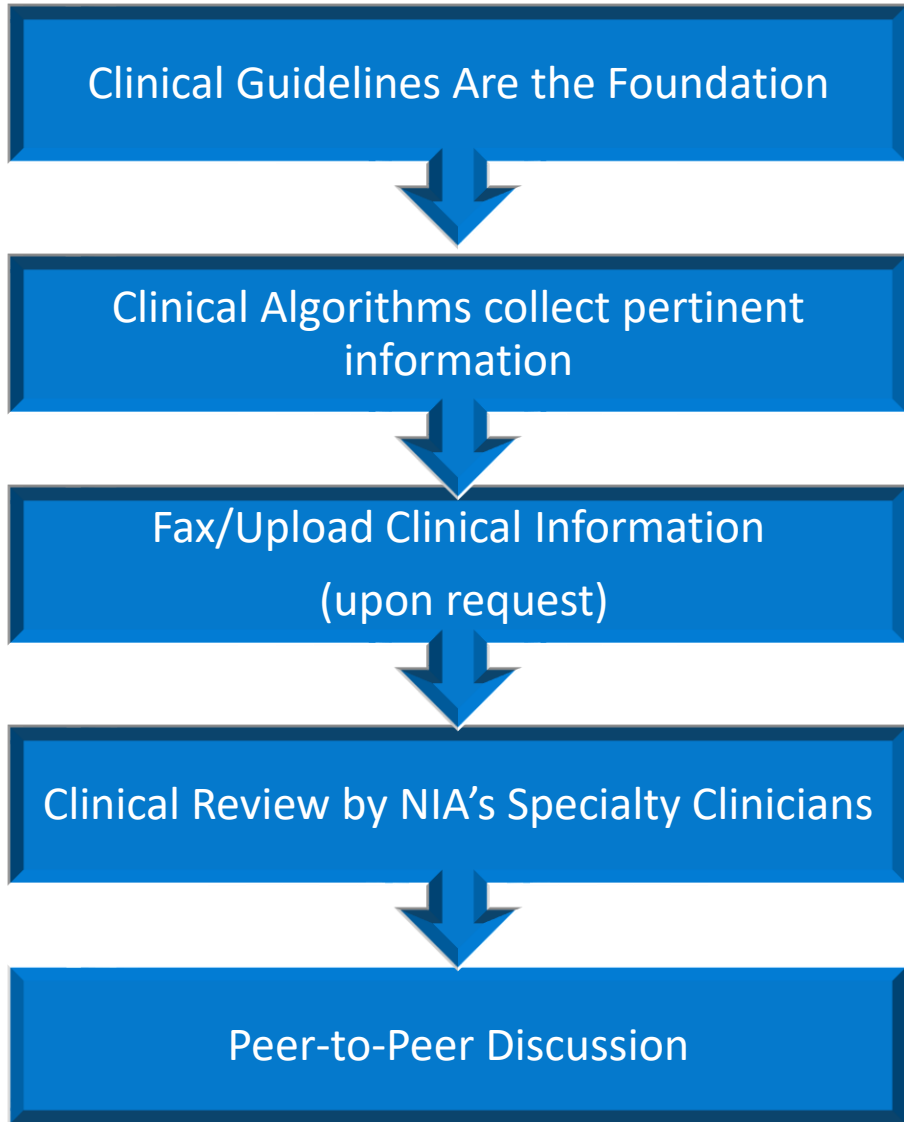 Clinical Guidelines Are the Foundation
Clinical Algorithms collect pertinent
information
Fax/Upload Clinical Information
(upon request)
Clinical Review by NIA’s Specialty Clinicians
Peer-to-Peer Discussion